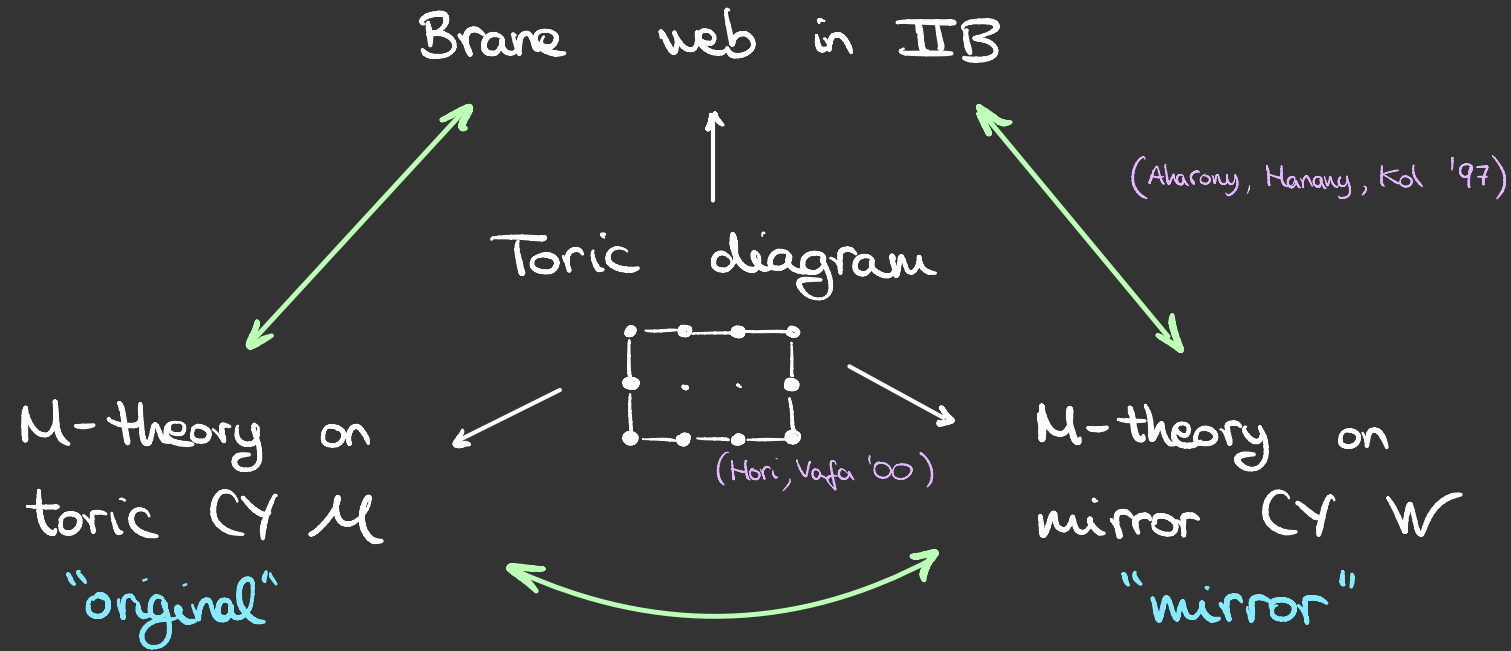 Brane web in IIB
(Aharony, Hanany, Kol '97)
Toric diagram
(Hori, Vafa '00)
M-theory on
toric CY M
"original"
M-theory on
mirror CY W
"mirror"